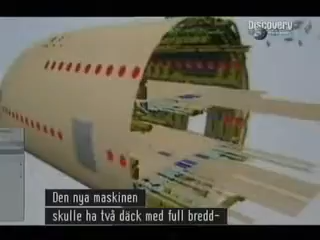 Discovery
Den nya maskinen
skulle ha två däck med full bredd-